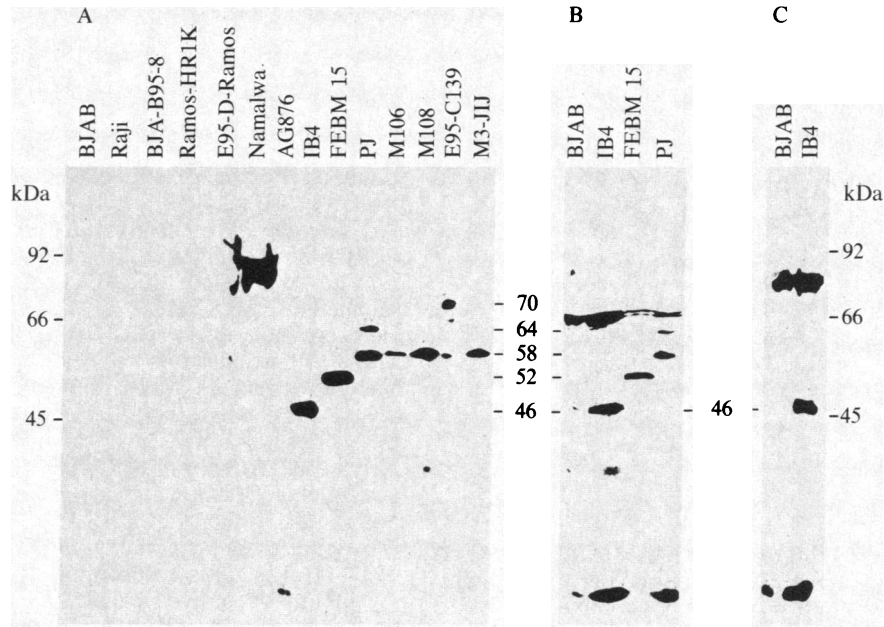 A
B
C
BJAB
Raji
BJA-B95-8
Ramos-HR1K
E95-D-Ramos
Namalwa
AG876
IB4
FEBM 15
PJ
M106
M108
E95-C139
M3-JIJ
BJAB
IB4
FEBM 15
PJ
BJAB
IB4
kDa
92
66
45
70
64
58
52
46
46
kDa
92
66
45